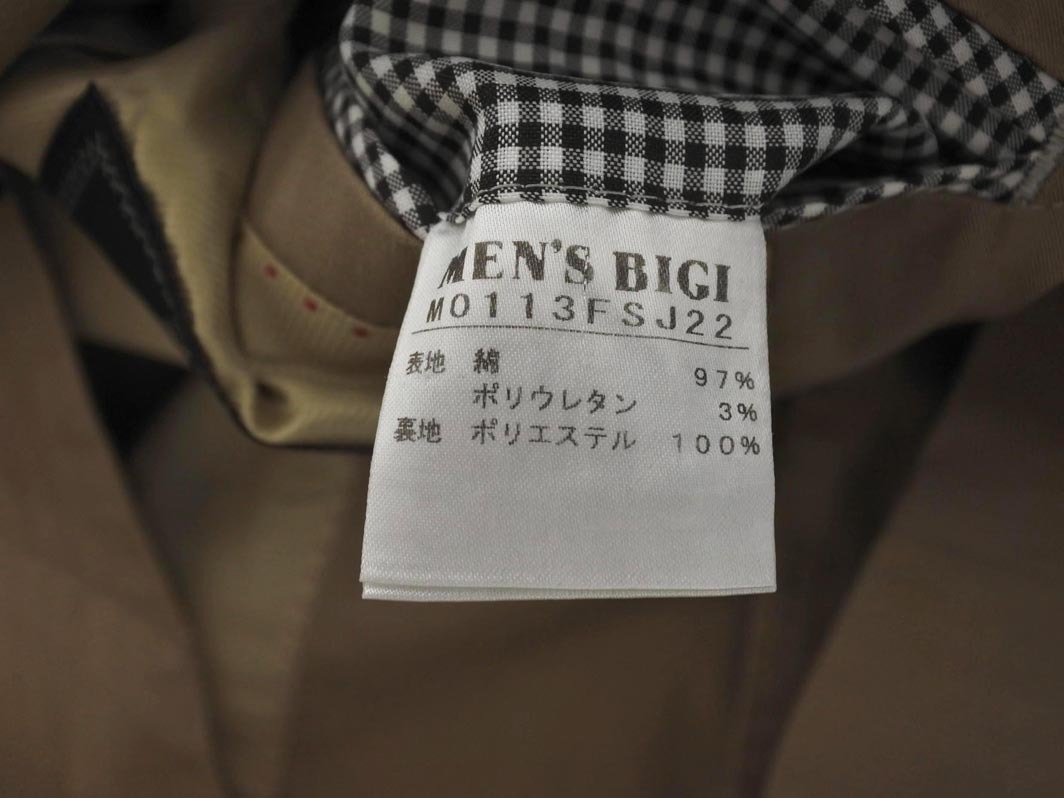 MEN'S BIGI
M0113FSJ22
表地 綿 97%
ポリウレタン 3%
裏地 ポリエステル 100%